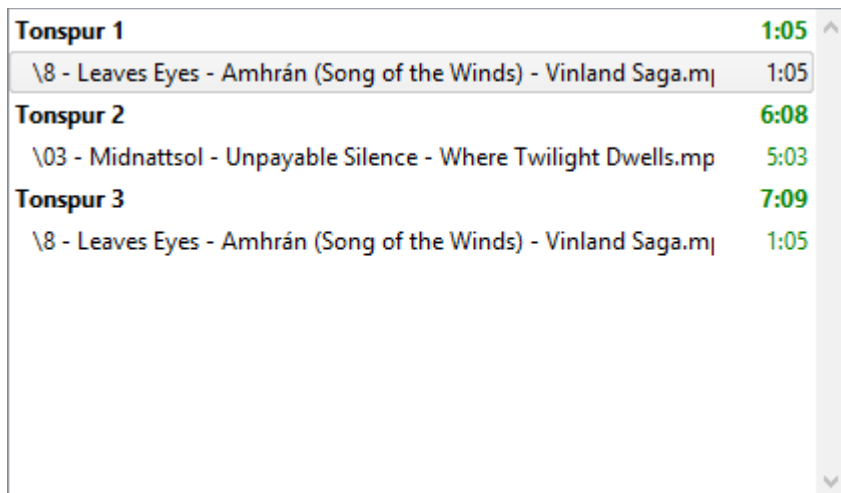 Tonspur 1 1:05
\8 - Leaves Eyes - Amhrán (Song of the Winds) - Vinland Saga.mp 1:05
Tonspur 2 6:08
\03 - Midnattsol - Unpayable Silence - Where Twilight Dwells.mp 5:03
Tonspur 3 7:09
\8 - Leaves Eyes - Amhrán (Song of the Winds) - Vinland Saga.mp 1:05